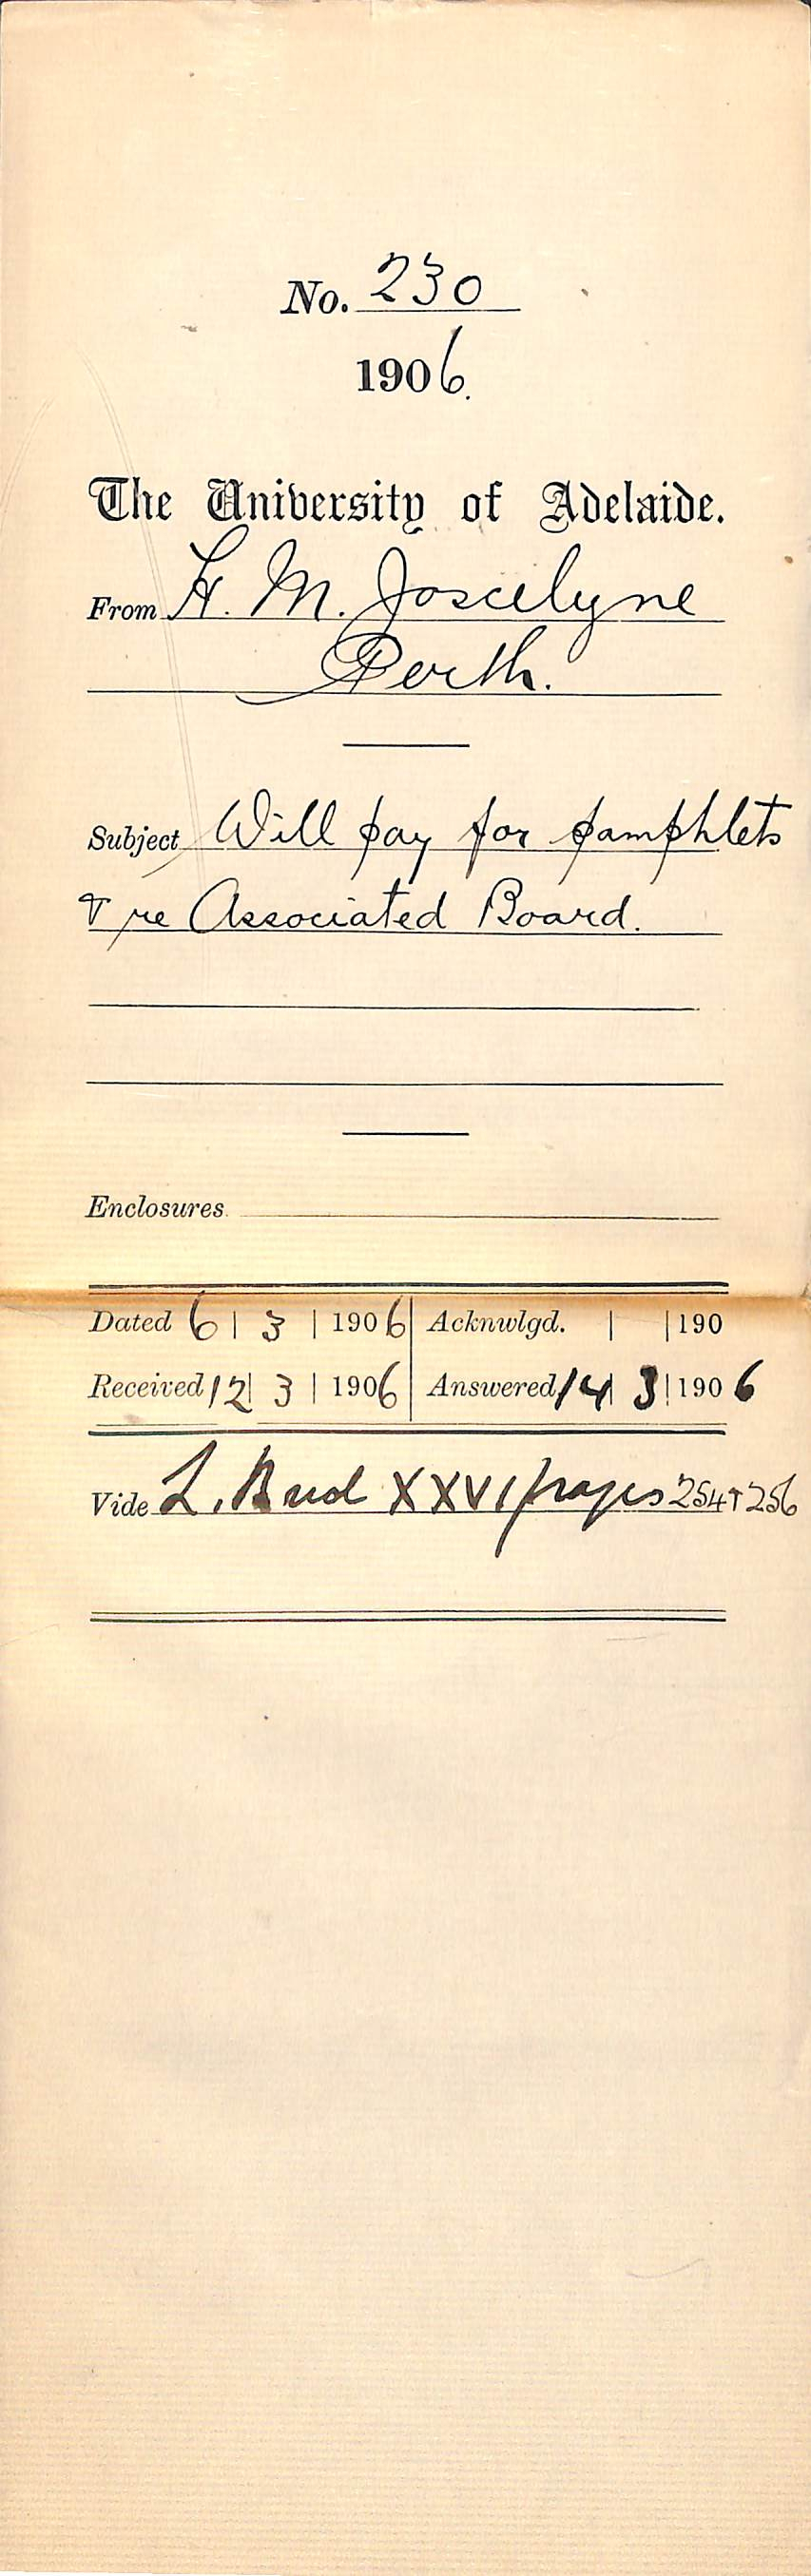 No. 230
1906.
The University of Adelaide.
From H. M. Joscelyne
Perth.
Subject Will pay for pamphlets
& re Associated Board.
Enclosures
Dated 6 | 3 | 1906 Acknwlgd. | | 190
Received 12 | 3 | 1906 Answered 14 | 3 | 1906
Vide L. XXVI pages 254 & 256